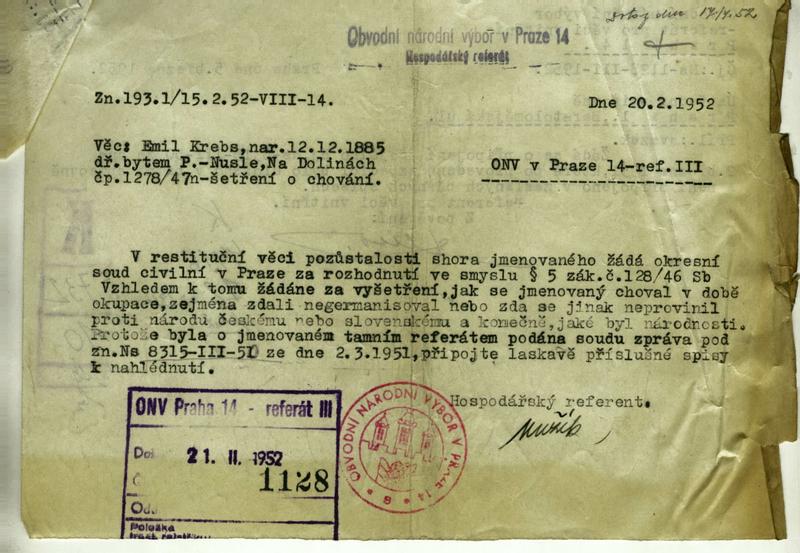 17/4.52
Obvodní národní výbor v Praze 14
Hospodářský referát
Zn.193.1/15.2.52-VIII-14.
Dne 20.2.1952
Věc: Emil Krebs,nar.12.12.1885
dř.bytem P.-Nusle,Na Dolinách
čp.1278/47n-šetření o chování.
ONV v Praze 14-ref.III
V restituční věci pozůstalosti shora jmenovaného žádá okresní
soud civilní v Praze za rozhodnutí ve smyslu § 5 zák.č.128/46 Sb
Vzhledem k tomu žádáne za vyšetření,jak se jmenovaný choval v době
okupace,zejména zdali negermanisoval nebo zda se jinak neprovinil
proti národu českému nebo slovenskému a konečně,jaké byl národnosti.
Protože byla o jmenovaném tamním referátem podána soudu zpráva pod
zn.Ns 8315-III-51 ze dne 2.3.1951,připojte laskavě příslušné spisy
k nahlédnutí.
Hospodářský referent.
ONV Praha 14 - referát III
21. II. 1952
1128
Položka
OBVODNÍ NÁRODNÍ VÝBOR V PRAZE 14
8